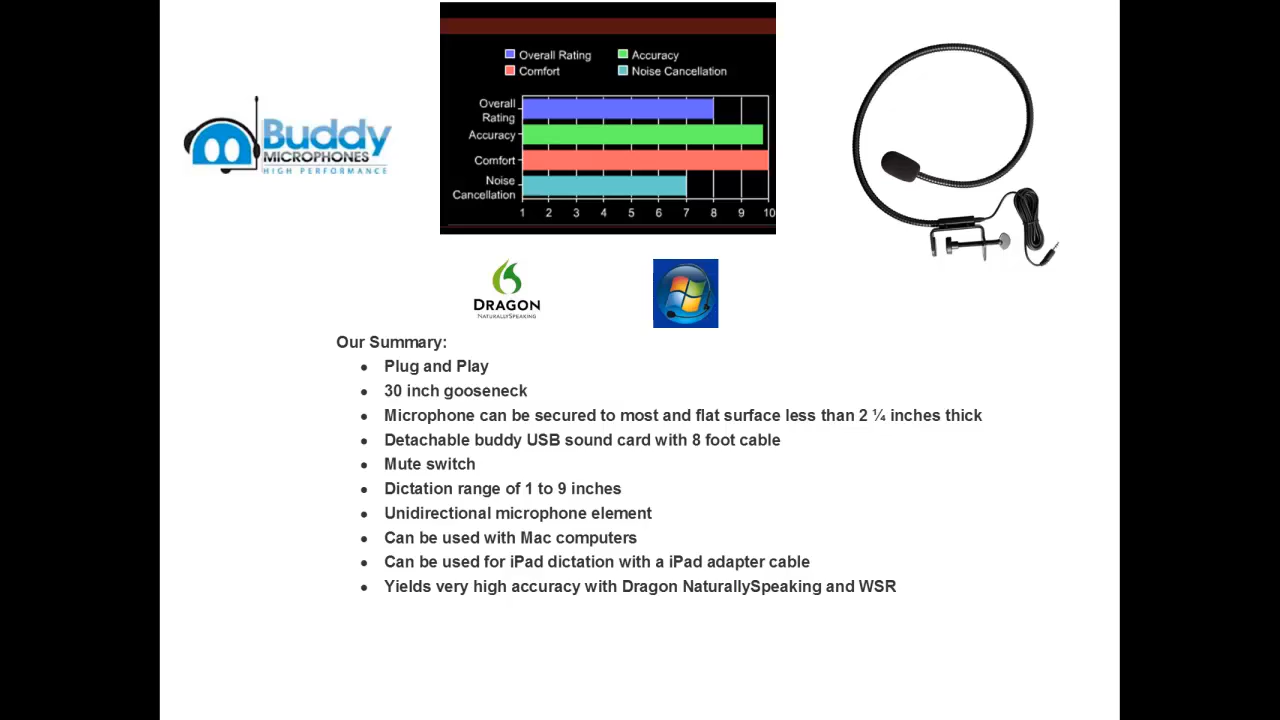 Overall Rating
Accuracy
Comfort
Noise Cancellation
Overall
Rating
Accuracy
Comfort
Noise
Cancellation
1 2 3 4 5 6 7 8 9 10
Buddy
MICROPHONES
HIGH PERFORMANCE
DRAGON
NATURALLYSPEAKING
Our Summary:
• Plug and Play
• 30 inch gooseneck
• Microphone can be secured to most and flat surface less than 2 ¼ inches thick
• Detachable buddy USB sound card with 8 foot cable
• Mute switch
• Dictation range of 1 to 9 inches
• Unidirectional microphone element
• Can be used with Mac computers
• Can be used for iPad dictation with a iPad adapter cable
• Yields very high accuracy with Dragon NaturallySpeaking and WSR